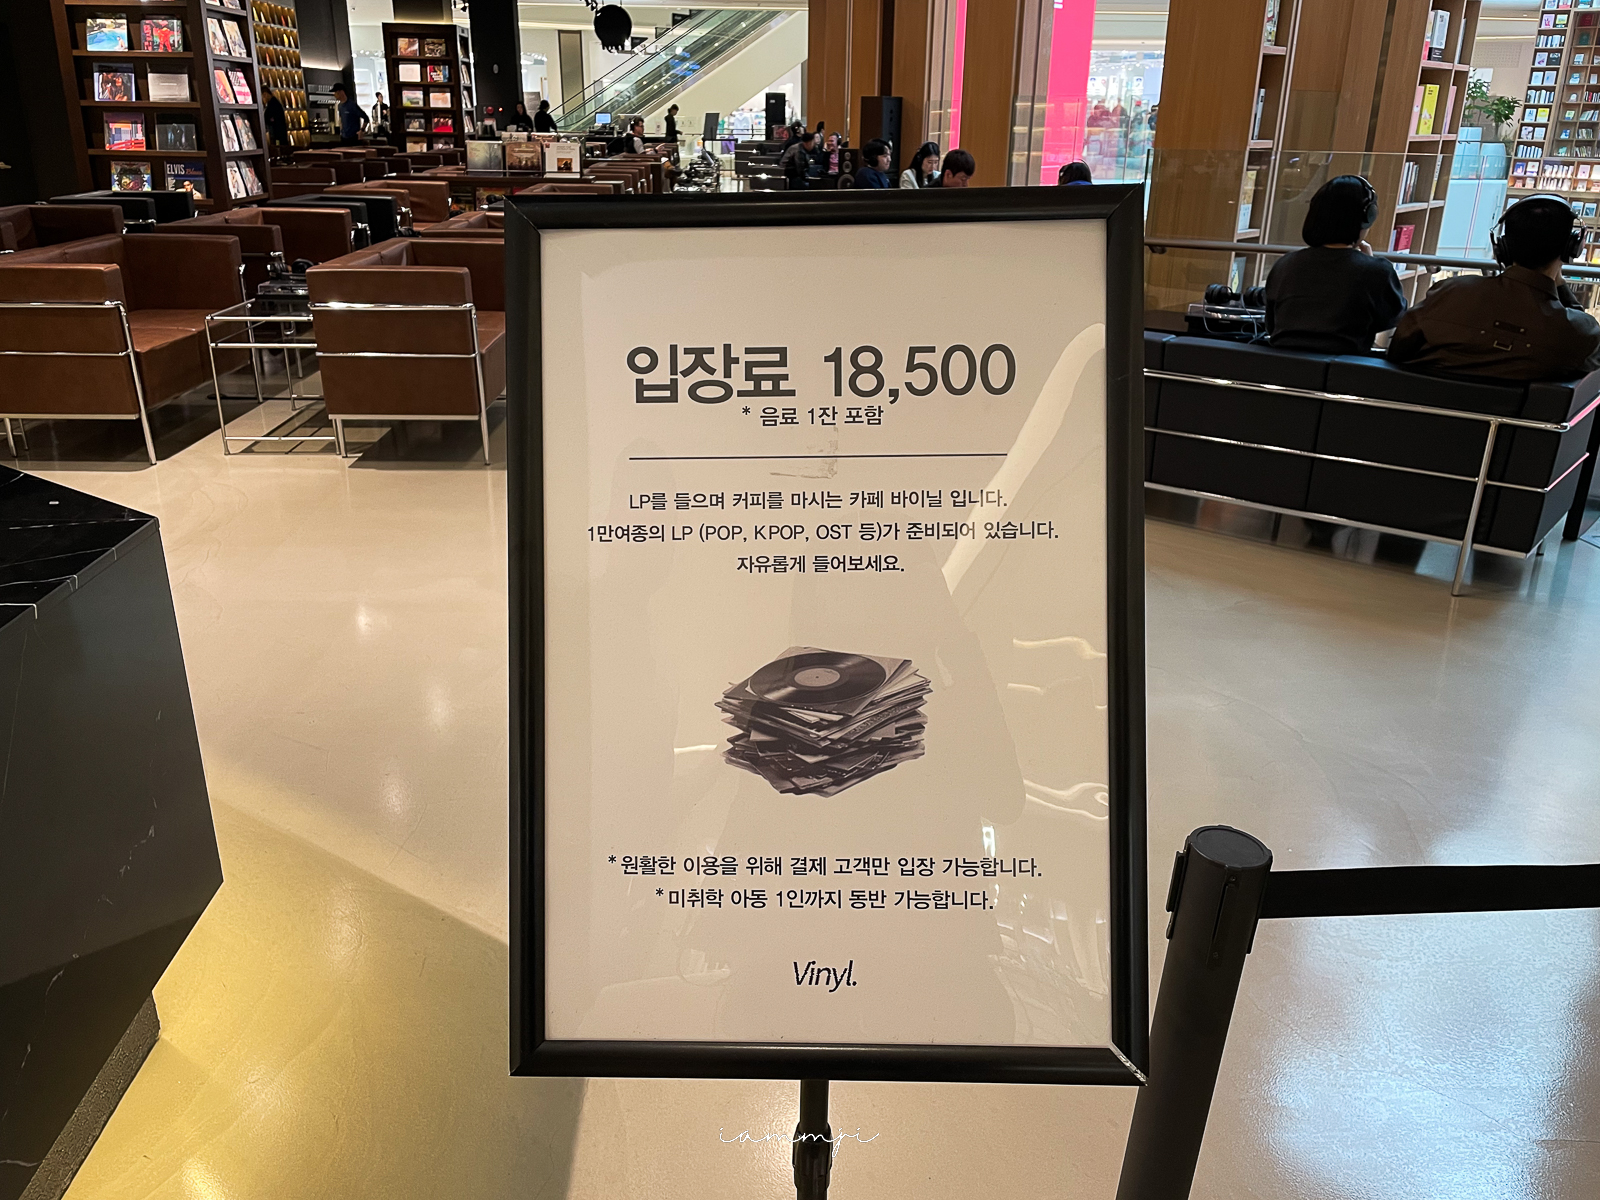 ELVIS
입장료 18,500
* 음료 1잔 포함
LP를 들으며 커피를 마시는 카페 바이닐 입니다.
1만여종의 LP (POP, KPOP, OST 등)가 준비되어 있습니다.
자유롭게 들어보세요.
* 원활한 이용을 위해 결제 고객만 입장 가능합니다.
* 미취학 아동 1인까지 동반 가능합니다.
Vinyl.
iammpi